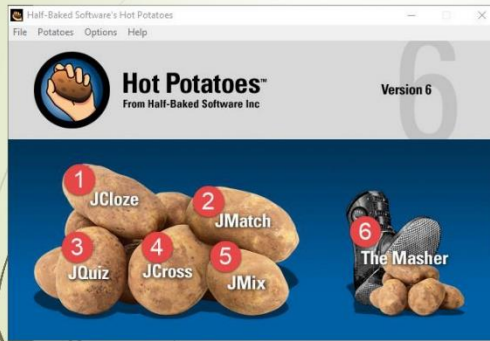 Half-Baked Software's Hot Potatoes
File Potatoes Options Help
Hot Potatoes™
From Half-Baked Software Inc
Version 6
6
1
JCloze
2
JMatch
3
JQuiz
4
JCross
5
JMix
6
The Masher